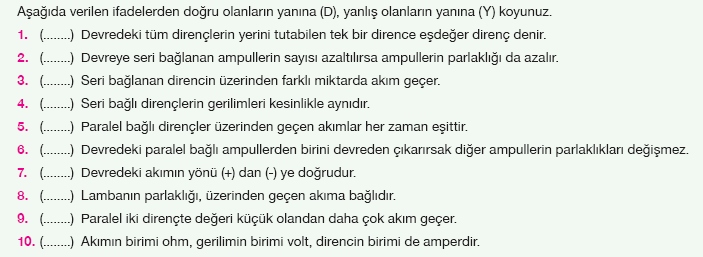 Aşağıda verilen ifadelerden doğru olanların yanına (D), yanlış olanların yanına (Y) koyunuz.
1. (........) Devredeki tüm dirençlerin yerini tutabilen tek bir dirence eşdeğer direnç denir.
2. (........) Devreye seri bağlanan ampullerin sayısı azaltılırsa ampullerin parlaklığı da azalır.
3. (........) Seri bağlanan direncin üzerinden farklı miktarda akım geçer.
4. (........) Seri bağlı dirençlerin gerilimleri kesinlikle aynıdır.
5. (........) Paralel bağlı dirençler üzerinden geçen akımlar her zaman eşittir.
6. (........) Devredeki paralel bağlı ampullerden birini devreden çıkarırsak diğer ampullerin parlaklıkları değişmez.
7. (........) Devredeki akımın yönü (+) dan (-) ye doğrudur.
8. (........) Lambanın parlaklığı, üzerinden geçen akıma bağlıdır.
9. (........) Paralel iki dirençte değeri küçük olandan daha çok akım geçer.
10. (........) Akımın birimi ohm, gerilimin birimi volt, direncin birimi de amperdir.